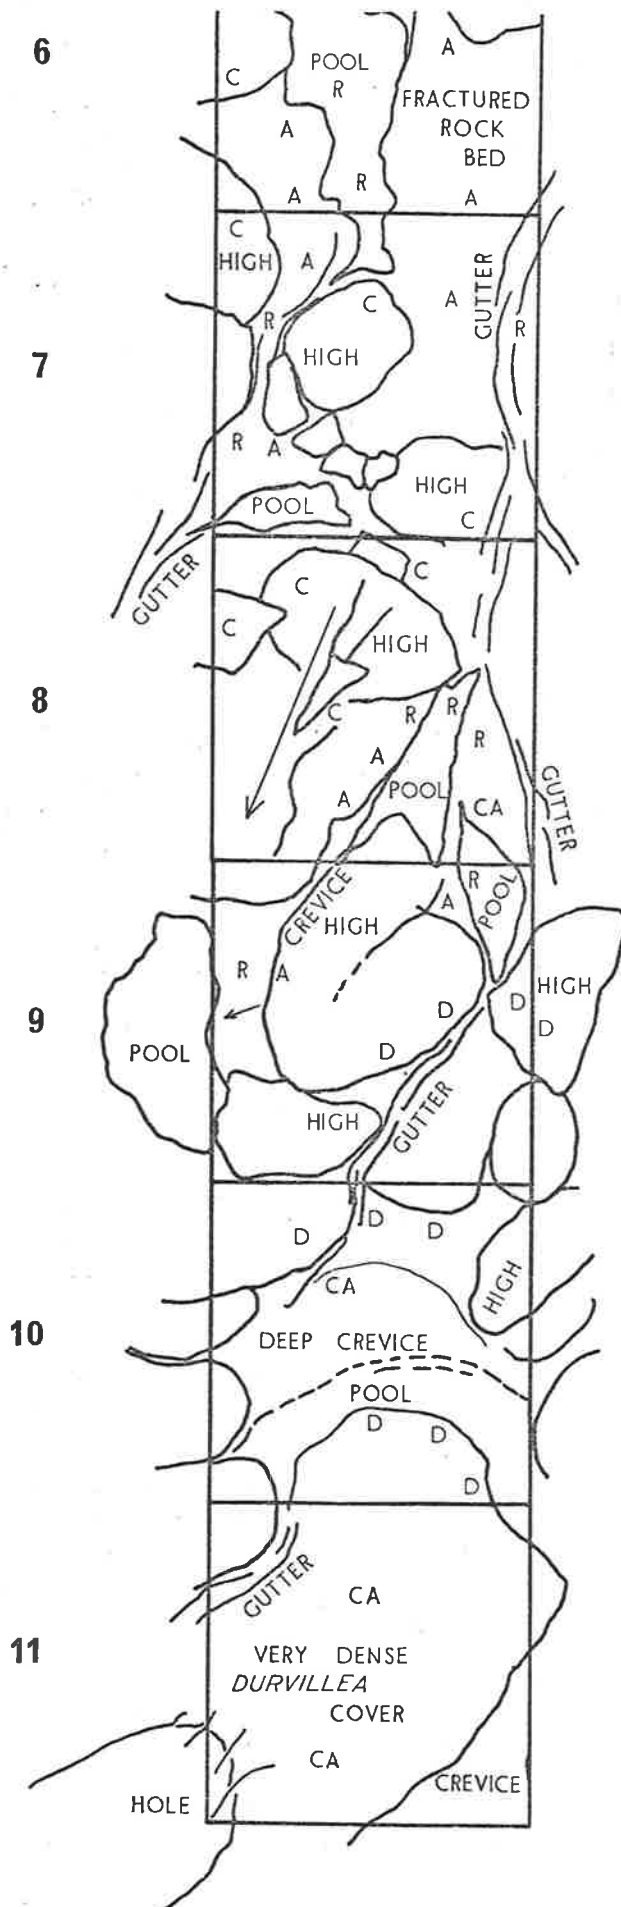 6
A
POOL
C
R
FRACTURED
A
ROCK
BED
R
A
A
C
HIGH
A
GUTTER
A
C
R
R
7
HIGH
R
A
HIGH
POOL
C
GUTTER
C
C
C
HIGH
8
C
R
R
R
A
GUTTER
POOL
A
CA
CREVICE
R
POOL
A
HIGH
R
A
HIGH
D
9
D
D
POOL
D
GUTTER
HIGH
D
D
D
CA
HIGH
10
DEEP CREVICE
POOL
D
D
D
GUTTER
CA
11
VERY DENSE
DURVILLEA
COVER
CA
CREVICE
HOLE